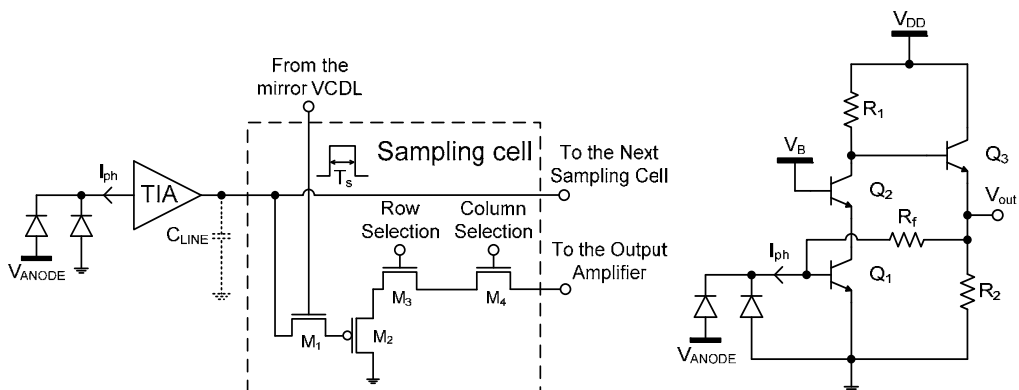 From the
mirror VCDL
Sampling cell
T_s
I_ph
TIA
To the Next
Sampling Cell
C_LINE
Row
Selection
Column
Selection
To the Output
Amplifier
V_ANODE
M_1
M_2
M_3
M_4
V_DD
R_1
V_B
Q_3
Q_2
V_out
R_f
I_ph
Q_1
R_2
V_ANODE